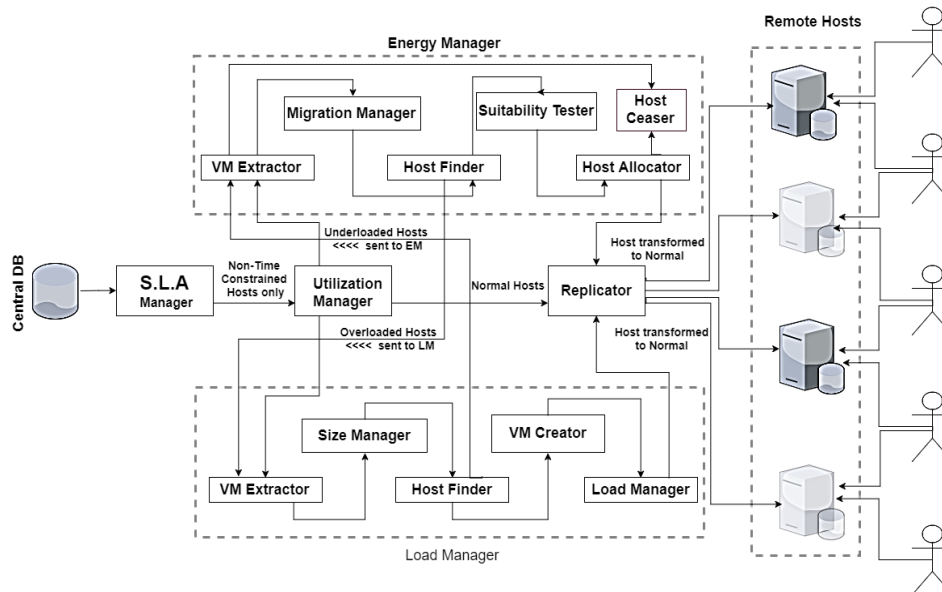 Remote Hosts
Energy Manager
Migration Manager
Suitability Tester
Host
Ceaser
VM Extractor
Host Finder
Host Allocator
Underloaded Hosts
<<<< sent to EM
Host transformed
to Normal
Central DB
S.L.A
Manager
Non-Time
Constrained
Hosts only
Utilization
Manager
Normal Hosts
Replicator
Overloaded Hosts
<<<< sent to LM
Host transformed
to Normal
Size Manager
VM Creator
VM Extractor
Host Finder
Load Manager
Load Manager